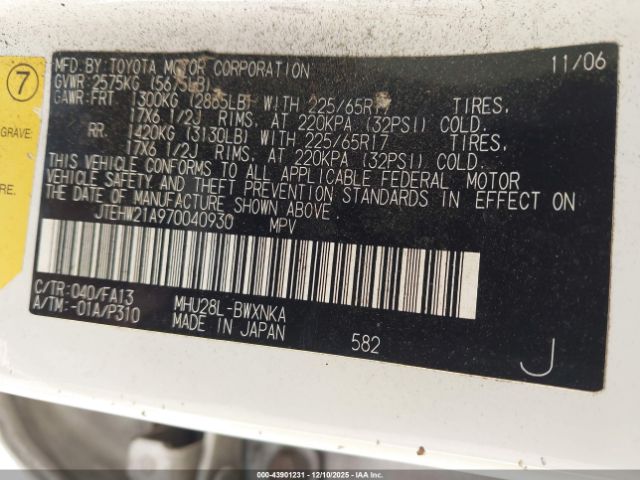 7
GRAVE:
RE.
MFD. BY TOYOTA MOTOR CORPORATION 11/06
GVWR 2575KG (5675LB)
GAWR:FRT 1300KG (2865LB) WITH 225/65R17 TIRES,
17X6 1/2J RIMS, AT 220KPA (32PSI) COLD.
RR. 1420KG (3130LB) WITH 225/65R17 TIRES,
17X6 1/2J RIMS, AT 220KPA (32PSI) COLD.
THIS VEHICLE CONFORMS TO ALL APPLICABLE FEDERAL MOTOR
VEHICLE SAFETY AND THEFT PREVENTION STANDARDS IN EFFECT ON
THE DATE OF MANUFACTURE SHOWN ABOVE.
JTEHW21A970040930 MPV
C/TR:040/FA13 MHU28L-BWXNKA
A/TM:-01A/P310 MADE IN JAPAN 582 J
000-43901231 - 12/10/2025 - IAAI.CA